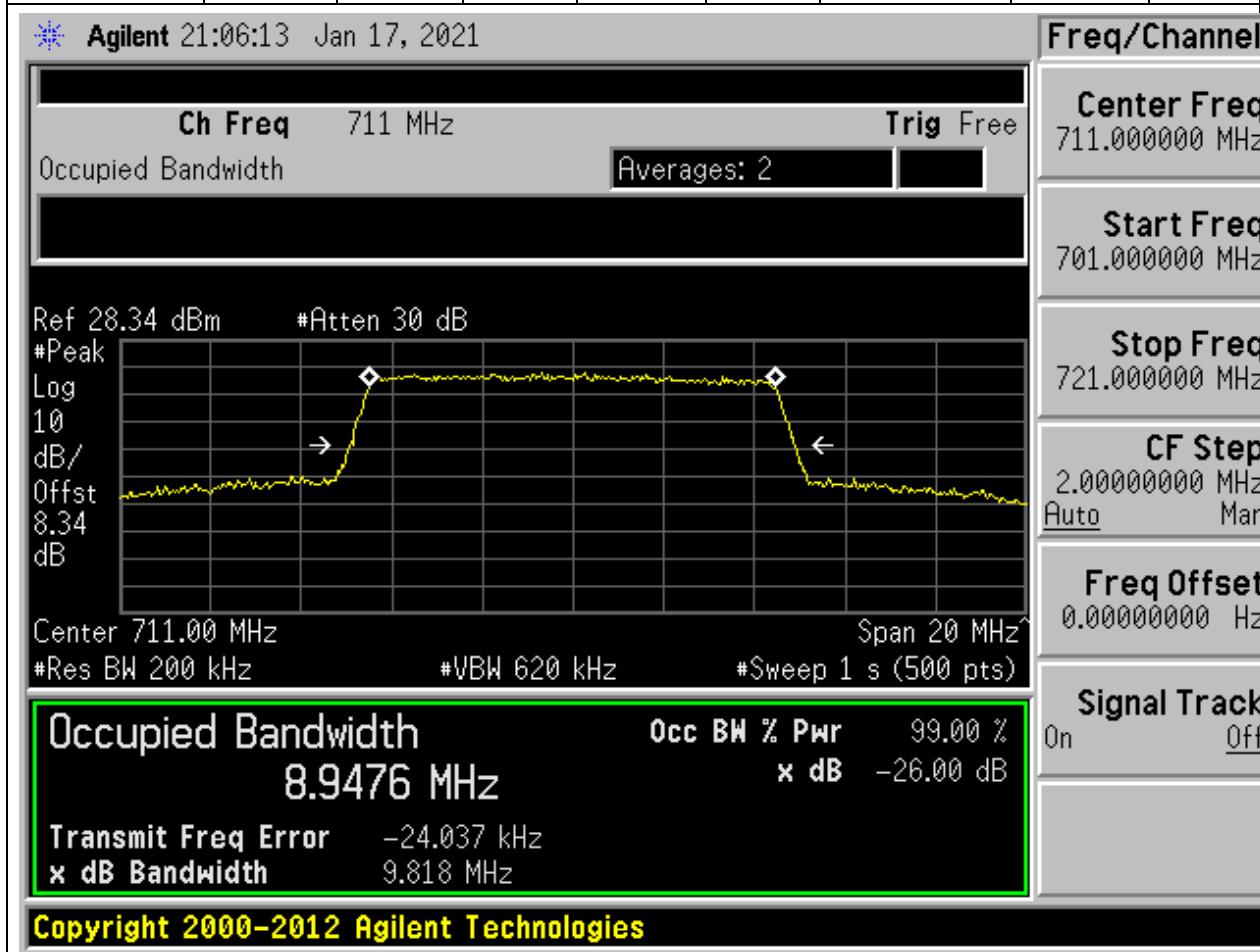 Agilent 21:06:13 Jan 17, 2021
Freq/Channel
Ch Freq 711 MHz Trig Free
Occupied Bandwidth Averages: 2
Ref 28.34 dBm #Atten 30 dB
#Peak
Log
10
dB/
Offst
8.34
dB
Center 711.00 MHz Span 20 MHz^
#Res BW 200 kHz #VBW 620 kHz #Sweep 1 s (500 pts)
Occupied Bandwidth Occ BW % Pwr 99.00 %
8.9476 MHz x dB -26.00 dB
Transmit Freq Error -24.037 kHz
x dB Bandwidth 9.818 MHz
Copyright 2000-2012 Agilent Technologies
Center Freq
711.000000 MHz
Start Freq
701.000000 MHz
Stop Freq
721.000000 MHz
CF Step
2.00000000 MHz
Auto Man
Freq Offset
0.00000000 Hz
Signal Track
On Off